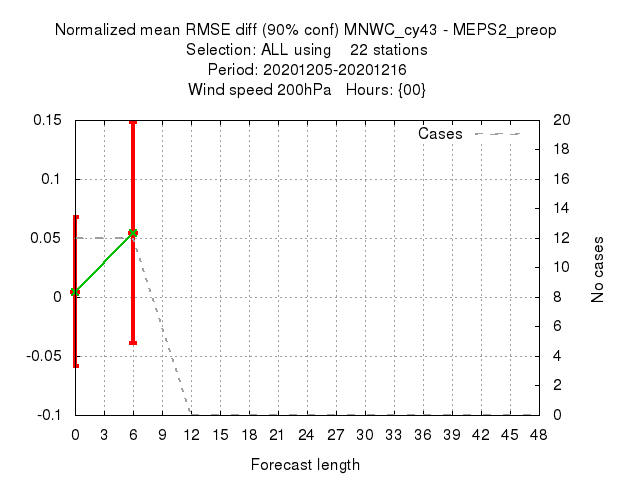 Normalized mean RMSE diff (90% conf) MNWC_cy43 - MEPS2_preop
Selection: ALL using 22 stations
Period: 20201205-20201216
Wind speed 200hPa Hours: {00}
Cases
0.15
0.1
0.05
0
-0.05
-0.1
20
18
16
14
12
10
8
6
4
2
0
No cases
0 3 6 9 12 15 18 21 24 27 30 33 36 39 42 45 48
Forecast length